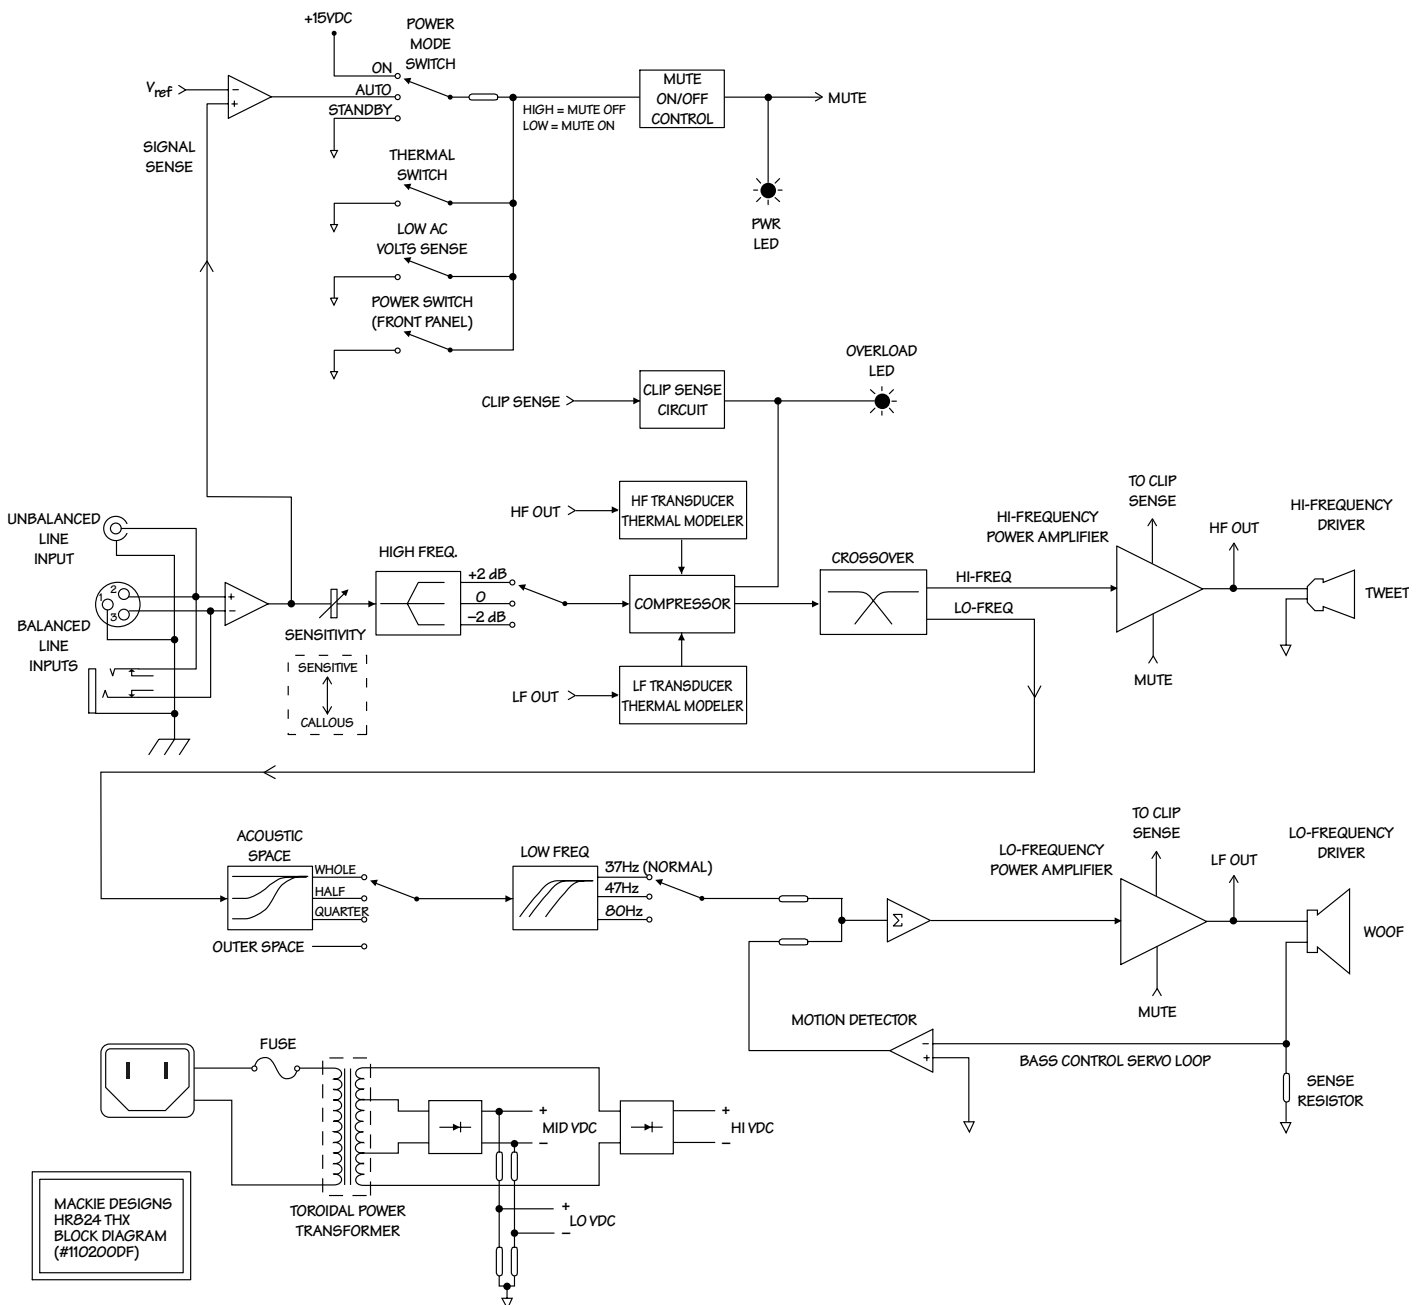 +15VDC
POWER
MODE
SWITCH
ON
AUTO
STANDBY
Vref
−
+
SIGNAL
SENSE
HIGH = MUTE OFF
LOW = MUTE ON
MUTE
ON/OFF
CONTROL
MUTE
PWR
LED
THERMAL
SWITCH
LOW AC
VOLTS SENSE
POWER SWITCH
(FRONT PANEL)
OVERLOAD
LED
CLIP SENSE
CLIP SENSE
CIRCUIT
HF OUT
HF TRANSDUCER
THERMAL MODELER
UNBALANCED
LINE
INPUT
1
2
3
BALANCED
LINE
INPUTS
+
−
SENSITIVITY
SENSITIVE
CALLOUS
HIGH FREQ.
+2 dB
0
−2 dB
COMPRESSOR
LF OUT
LF TRANSDUCER
THERMAL MODELER
CROSSOVER
HI-FREQ
LO-FREQ
HI-FREQUENCY
POWER AMPLIFIER
TO CLIP
SENSE
HF OUT
MUTE
HI-FREQUENCY
DRIVER
TWEET
ACOUSTIC
SPACE
WHOLE
HALF
QUARTER
OUTER SPACE
LOW FREQ
37Hz (NORMAL)
47Hz
80Hz
Σ
LO-FREQUENCY
POWER AMPLIFIER
TO CLIP
SENSE
LF OUT
MUTE
LO-FREQUENCY
DRIVER
WOOF
MOTION DETECTOR
−
+
BASS CONTROL SERVO LOOP
SENSE
RESISTOR
FUSE
TOROIDAL POWER
TRANSFORMER
+
MID VDC
−
+
HI VDC
−
+
LO VDC
−
MACKIE DESIGNS
HR824 THX
BLOCK DIAGRAM
(#110200DF)